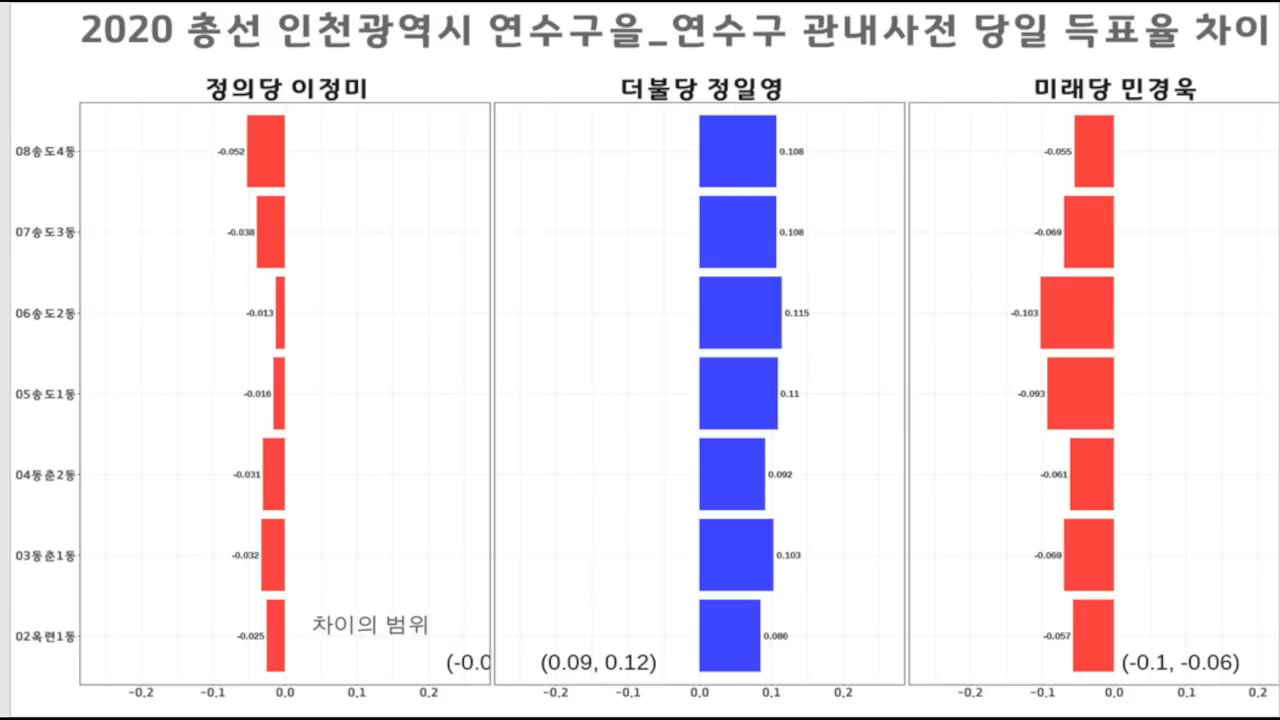 2020 총선 인천광역시 연수구을_연수구 관내사전 당일 득표율 차이
정의당 이정미
더불당 정일영
미래당 민경욱
08송도4동
-0.052
0.108
-0.055
07송도3동
-0.038
0.108
-0.069
06송도2동
-0.013
0.115
-0.103
05송도1동
-0.016
0.11
-0.093
04동춘2동
-0.031
0.092
-0.061
03동춘1동
-0.032
0.103
-0.069
02옥련1동
-0.025
차이의 범위
0.086
-0.057
(-0.0
(0.09, 0.12)
(-0.1, -0.06)
-0.2 -0.1 0.0 0.1 0.2
-0.2 -0.1 0.0 0.1 0.2
-0.2 -0.1 0.0 0.1 0.2